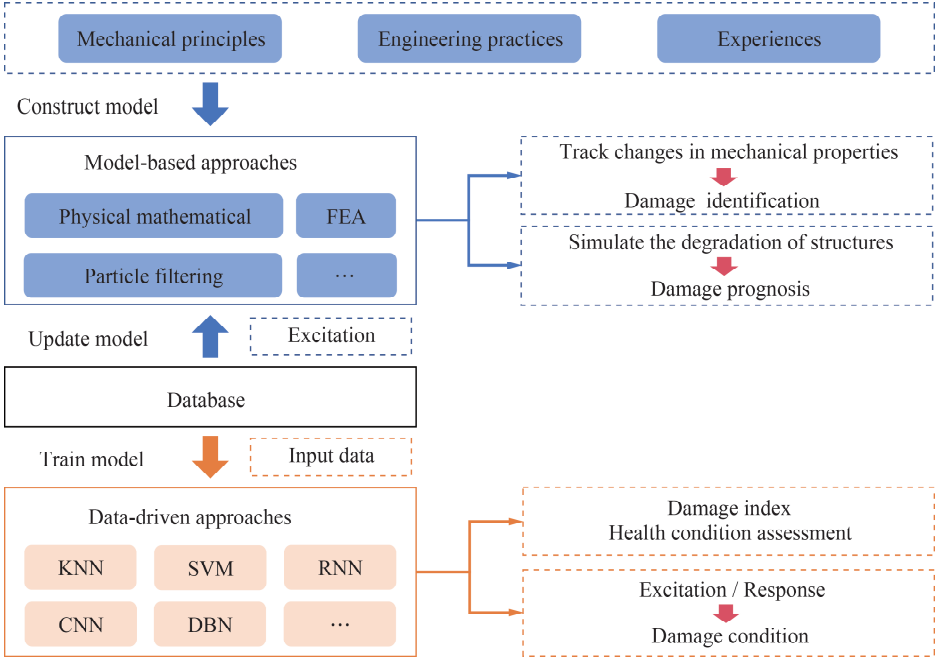 Mechanical principles
Engineering practices
Experiences
Construct model
Model-based approaches
Physical mathematical
FEA
Particle filtering
...
Track changes in mechanical properties
Damage identification
Simulate the degradation of structures
Damage prognosis
Update model
Excitation
Database
Train model
Input data
Data-driven approaches
KNN
SVM
RNN
CNN
DBN
...
Damage index
Health condition assessment
Excitation / Response
Damage condition